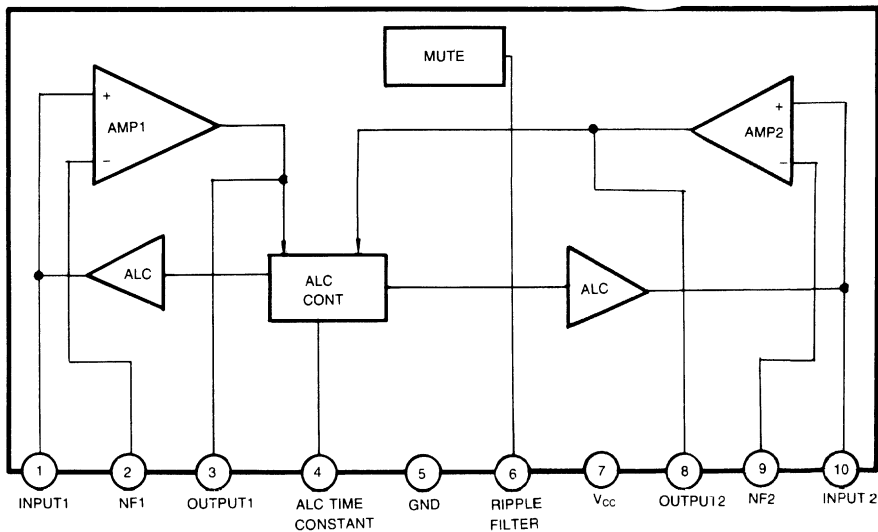 MUTE
+
AMP1
−
+
AMP2
−
ALC
ALC
CONT
ALC
1
2
3
4
5
6
7
8
9
10
INPUT1
NF1
OUTPUT1
ALC TIME
CONSTANT
GND
RIPPLE
FILTER
VCC
OUTPU12
NF2
INPUT 2